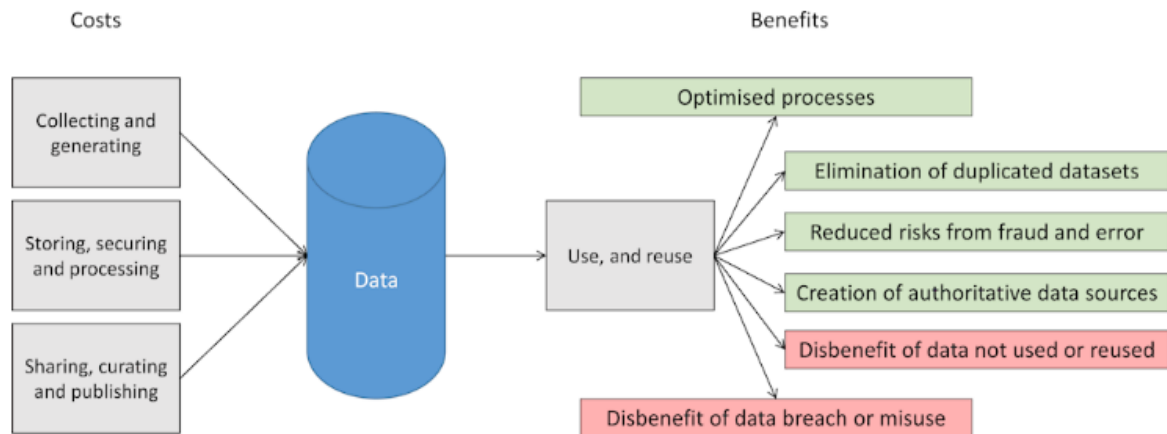 Costs
Benefits
Collecting and
generating
Storing, securing
and processing
Sharing, curating
and publishing
Data
Use, and reuse
Optimised processes
Elimination of duplicated datasets
Reduced risks from fraud and error
Creation of authoritative data sources
Disbenefit of data not used or reused
Disbenefit of data breach or misuse